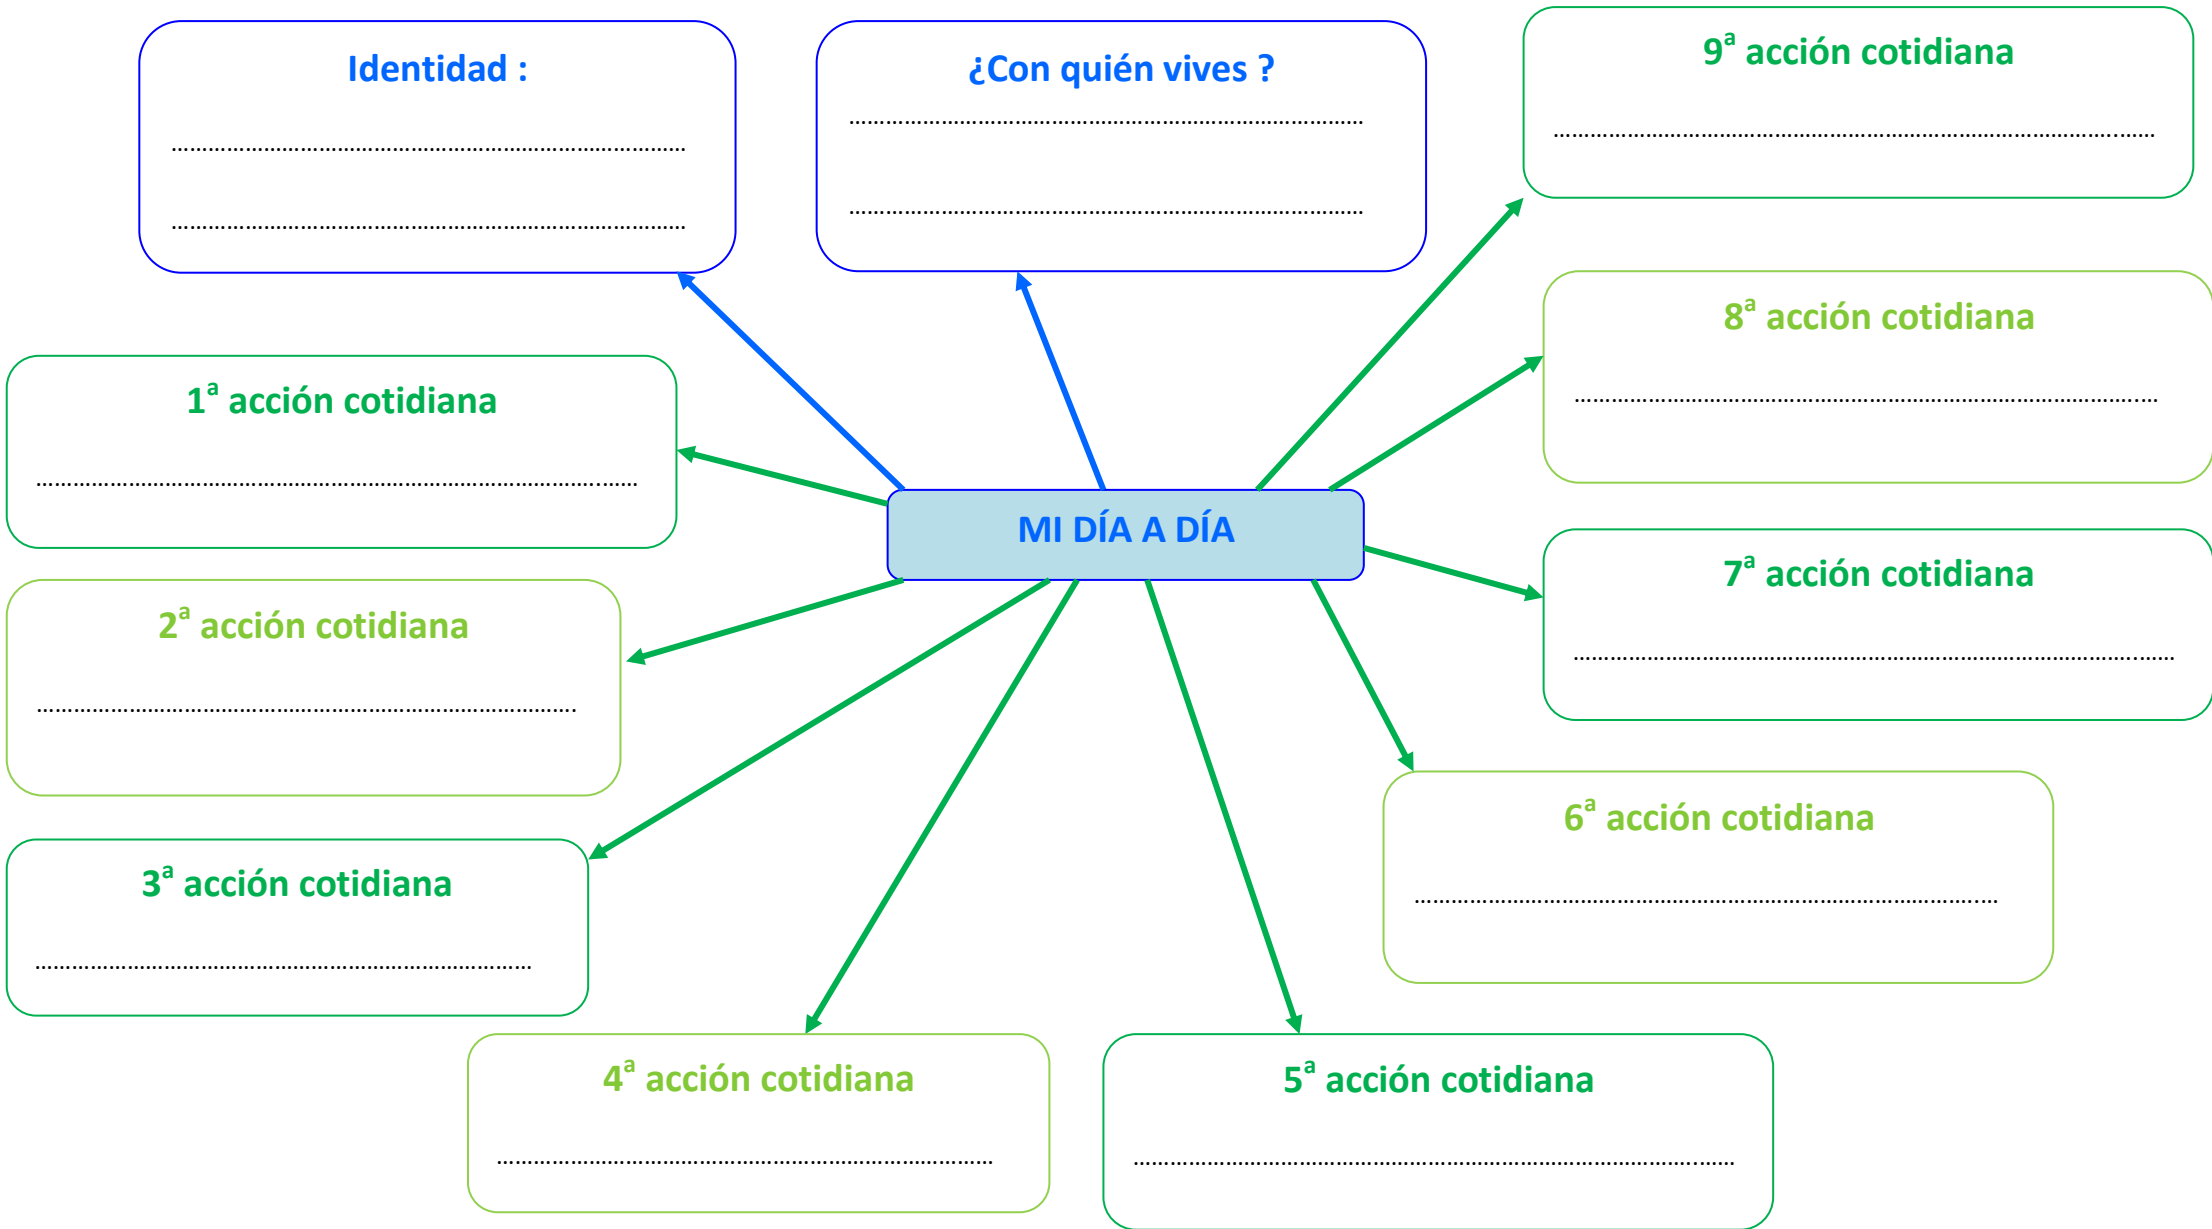 Identidad :
........................................................................
........................................................................
¿Con quién vives ?
........................................................................
........................................................................
9ª acción cotidiana
........................................................................
8ª acción cotidiana
........................................................................
1ª acción cotidiana
........................................................................
MI DÍA A DÍA
7ª acción cotidiana
........................................................................
2ª acción cotidiana
........................................................................
6ª acción cotidiana
........................................................................
3ª acción cotidiana
........................................................................
4ª acción cotidiana
........................................................................
5ª acción cotidiana
........................................................................